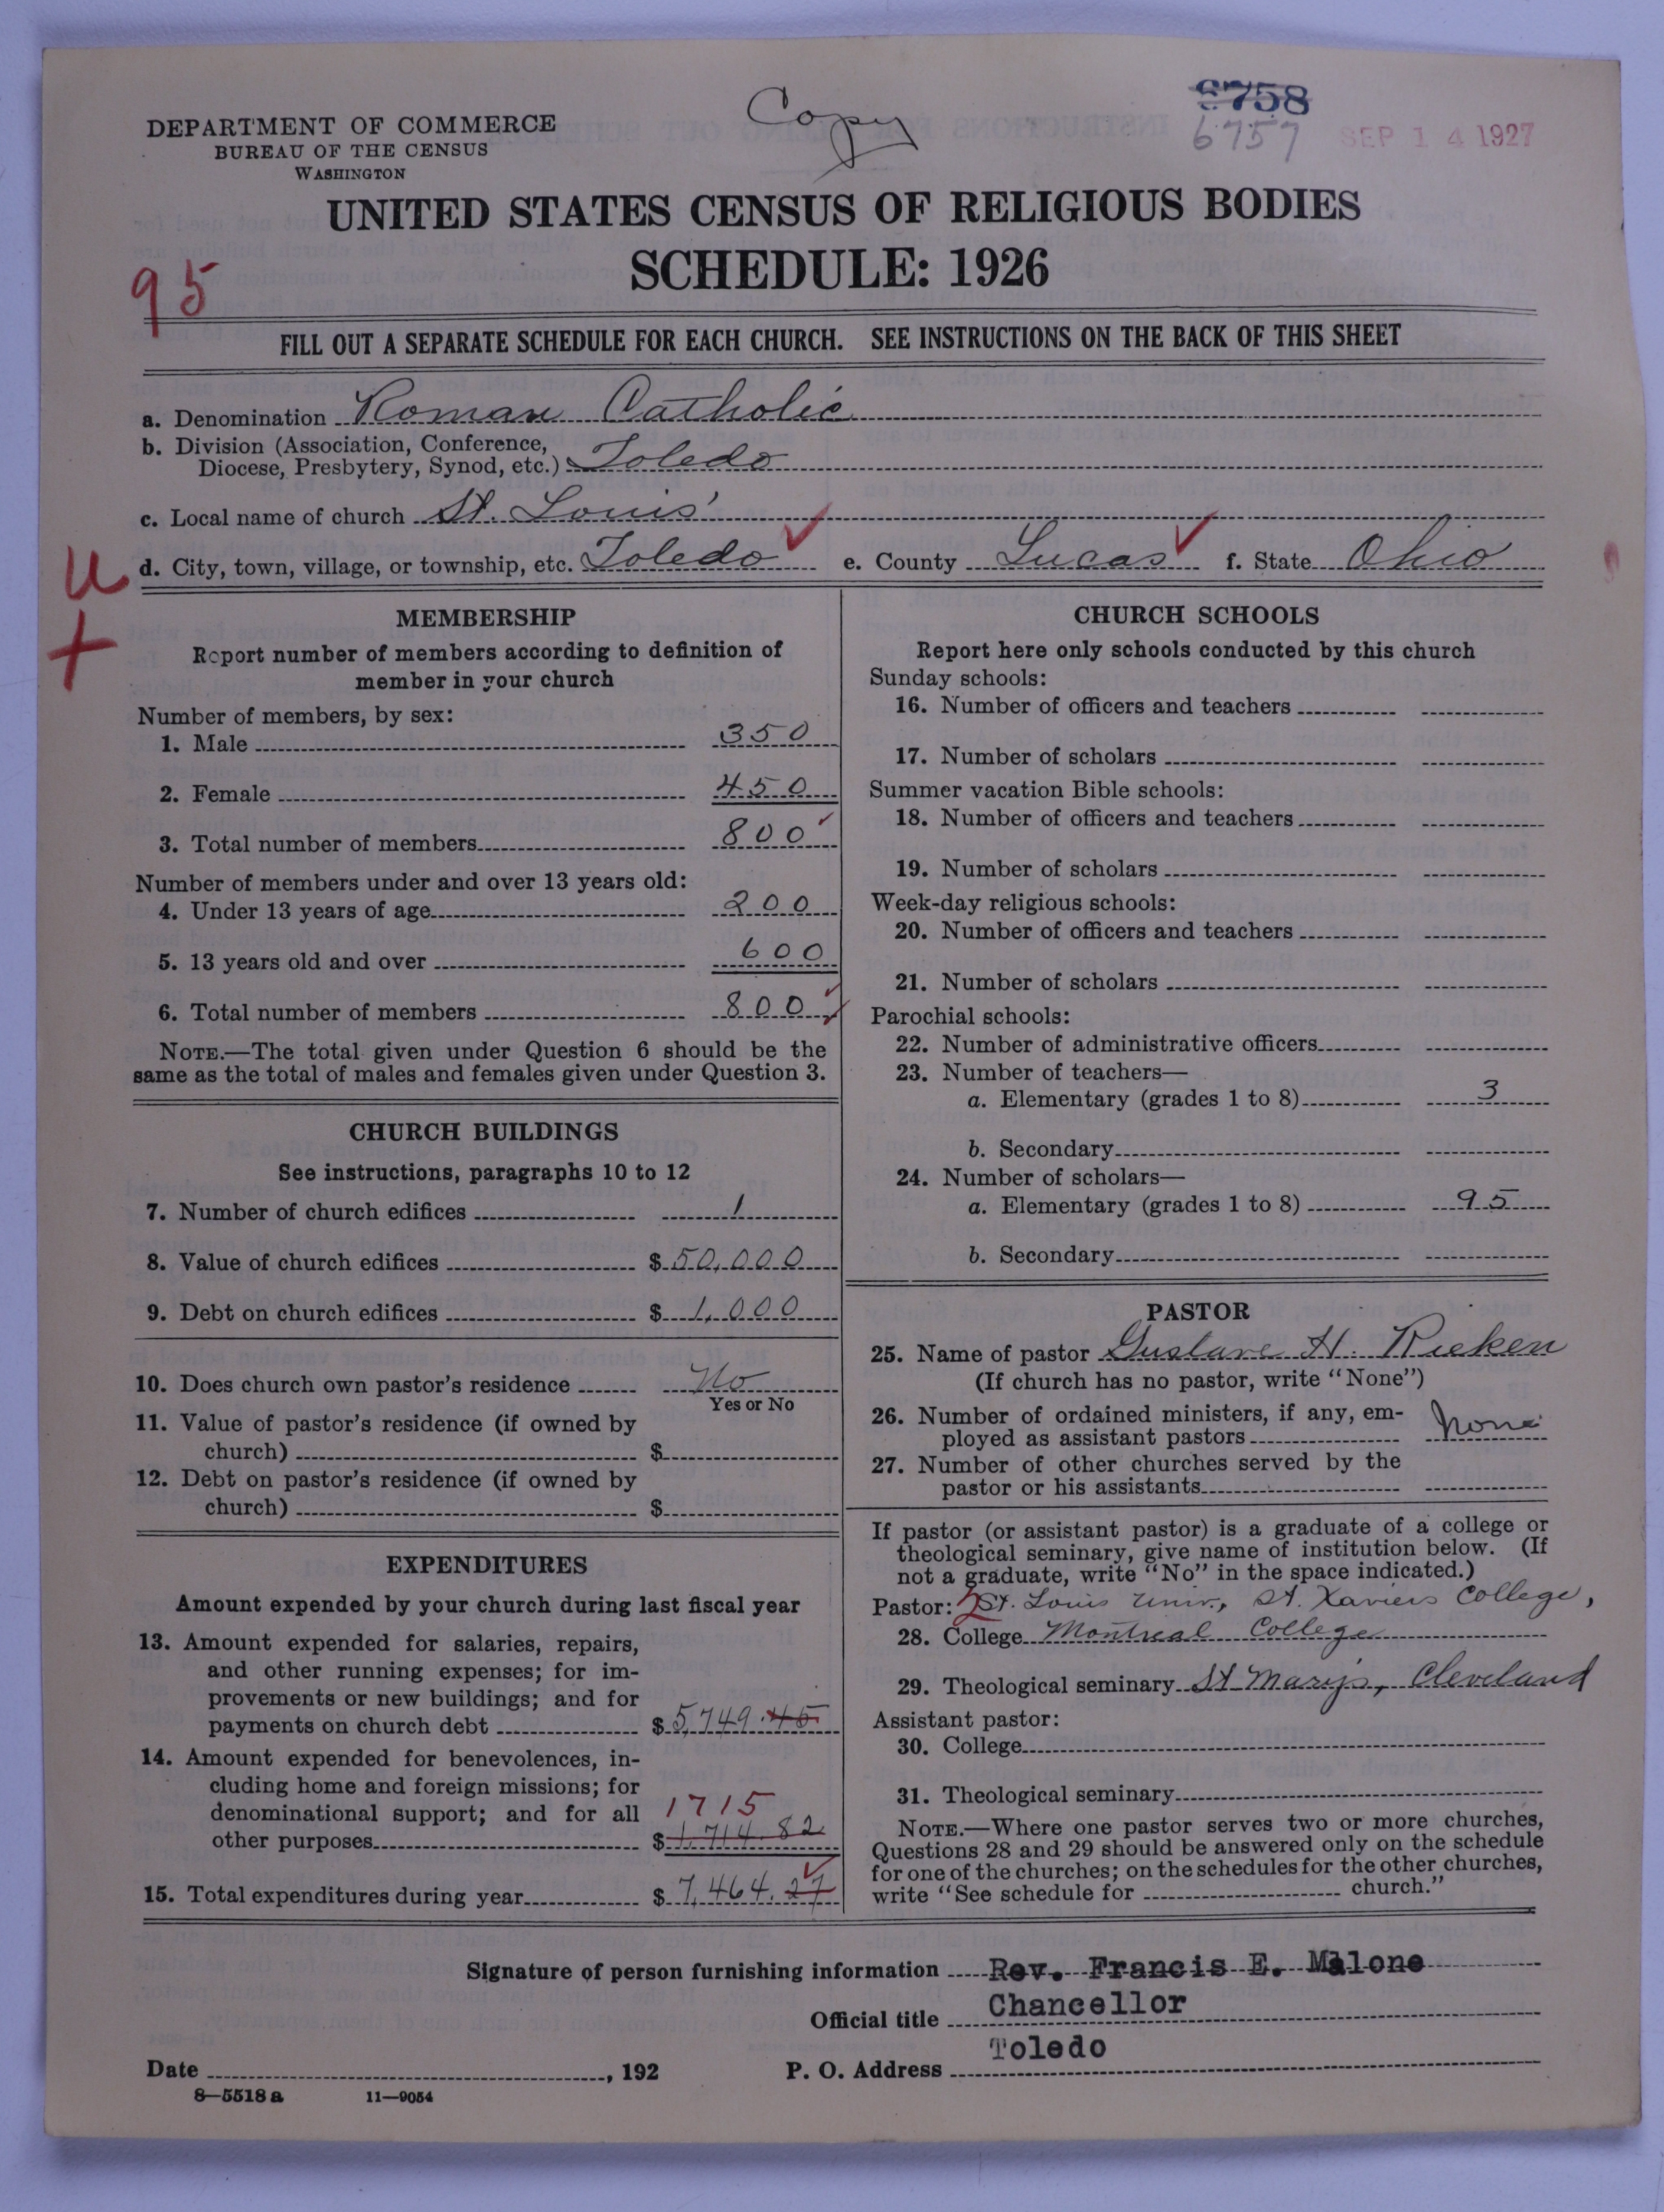 Copy
8758
6757
SEP 14 1927
DEPARTMENT OF COMMERCE
BUREAU OF THE CENSUS
WASHINGTON
UNITED STATES CENSUS OF RELIGIOUS BODIES
SCHEDULE: 1926
95
FILL OUT A SEPARATE SCHEDULE FOR EACH CHURCH. SEE INSTRUCTIONS ON THE BACK OF THIS SHEET
a. Denomination Roman Catholic
b. Division (Association, Conference,
Diocese, Presbytery, Synod, etc.) Toledo
c. Local name of church St. Louis'
U d. City, town, village, or township, etc. Toledo ✓ e. County Lucas ✓ f. State Ohio
+
MEMBERSHIP
Report number of members according to definition of
member in your church
Number of members, by sex:
1. Male 350
2. Female 450
3. Total number of members 800 ✓
Number of members under and over 13 years old:
4. Under 13 years of age 200
5. 13 years old and over 600
6. Total number of members 800 ✓
NOTE.—The total given under Question 6 should be the
same as the total of males and females given under Question 3.
CHURCH BUILDINGS
See instructions, paragraphs 10 to 12
7. Number of church edifices 1
8. Value of church edifices $ 50,000
9. Debt on church edifices $ 1,000
10. Does church own pastor's residence No
Yes or No
11. Value of pastor's residence (if owned by
church) $
12. Debt on pastor's residence (if owned by
church) $
EXPENDITURES
Amount expended by your church during last fiscal year
13. Amount expended for salaries, repairs,
and other running expenses; for im-
provements or new buildings; and for
payments on church debt $ 5,749.45
14. Amount expended for benevolences, in-
cluding home and foreign missions; for
denominational support; and for all 1715
other purposes $ 1,714.82
15. Total expenditures during year $ 7,464.27 ✓
CHURCH SCHOOLS
Report here only schools conducted by this church
Sunday schools:
16. Number of officers and teachers
17. Number of scholars
Summer vacation Bible schools:
18. Number of officers and teachers
19. Number of scholars
Week-day religious schools:
20. Number of officers and teachers
21. Number of scholars
Parochial schools:
22. Number of administrative officers
23. Number of teachers—
a. Elementary (grades 1 to 8) 3
b. Secondary
24. Number of scholars—
a. Elementary (grades 1 to 8) 95
b. Secondary
PASTOR
25. Name of pastor Gustave H. Rieken
(If church has no pastor, write "None")
26. Number of ordained ministers, if any, em-
ployed as assistant pastors None
27. Number of other churches served by the
pastor or his assistants
If pastor (or assistant pastor) is a graduate of a college or
theological seminary, give name of institution below. (If
not a graduate, write "No" in the space indicated.)
Pastor: 2 St. Louis Univ., St. Xaviers College,
28. College Montreal College
29. Theological seminary St Marys, Cleveland
Assistant pastor:
30. College
31. Theological seminary
NOTE.—Where one pastor serves two or more churches,
Questions 28 and 29 should be answered only on the schedule
for one of the churches; on the schedules for the other churches,
write "See schedule for church."
Signature of person furnishing information Rev. Francis E. Malone
Official title Chancellor
Date , 192 P. O. Address Toledo
8—5518 a 11—9054